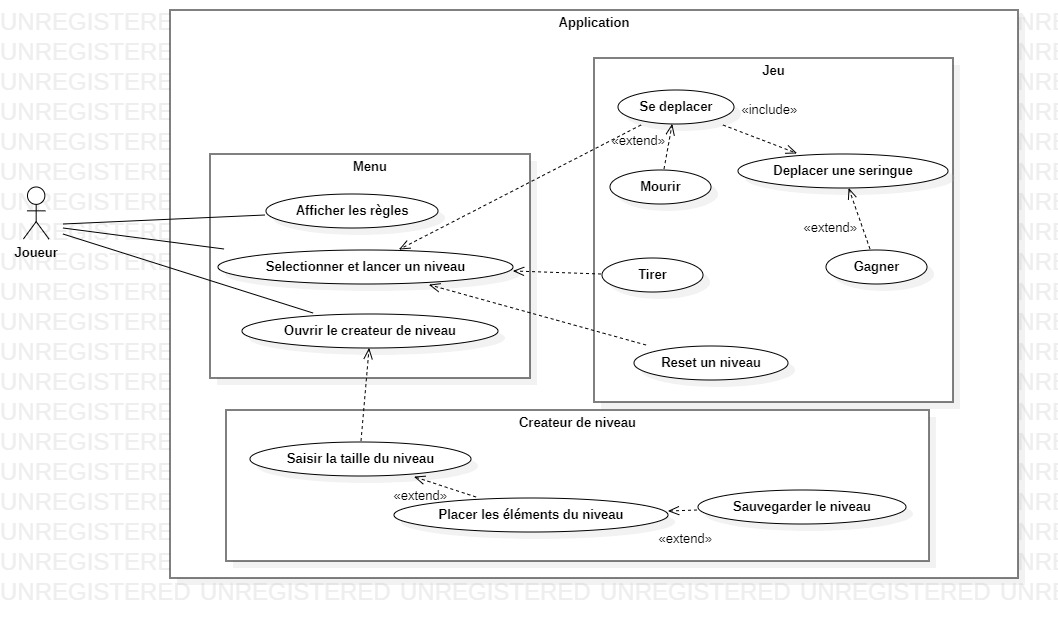 Application
Jeu
Se deplacer
«include»
«extend»
Menu
Deplacer une seringue
Mourir
Afficher les règles
«extend»
Joueur
Selectionner et lancer un niveau
Tirer
Gagner
Ouvrir le createur de niveau
Reset un niveau
Createur de niveau
Saisir la taille du niveau
«extend»
Placer les éléments du niveau
Sauvegarder le niveau
«extend»
UNREGISTERED UNREGISTERED UNREGISTERED UNREGISTERED UNREGISTERED UNRE